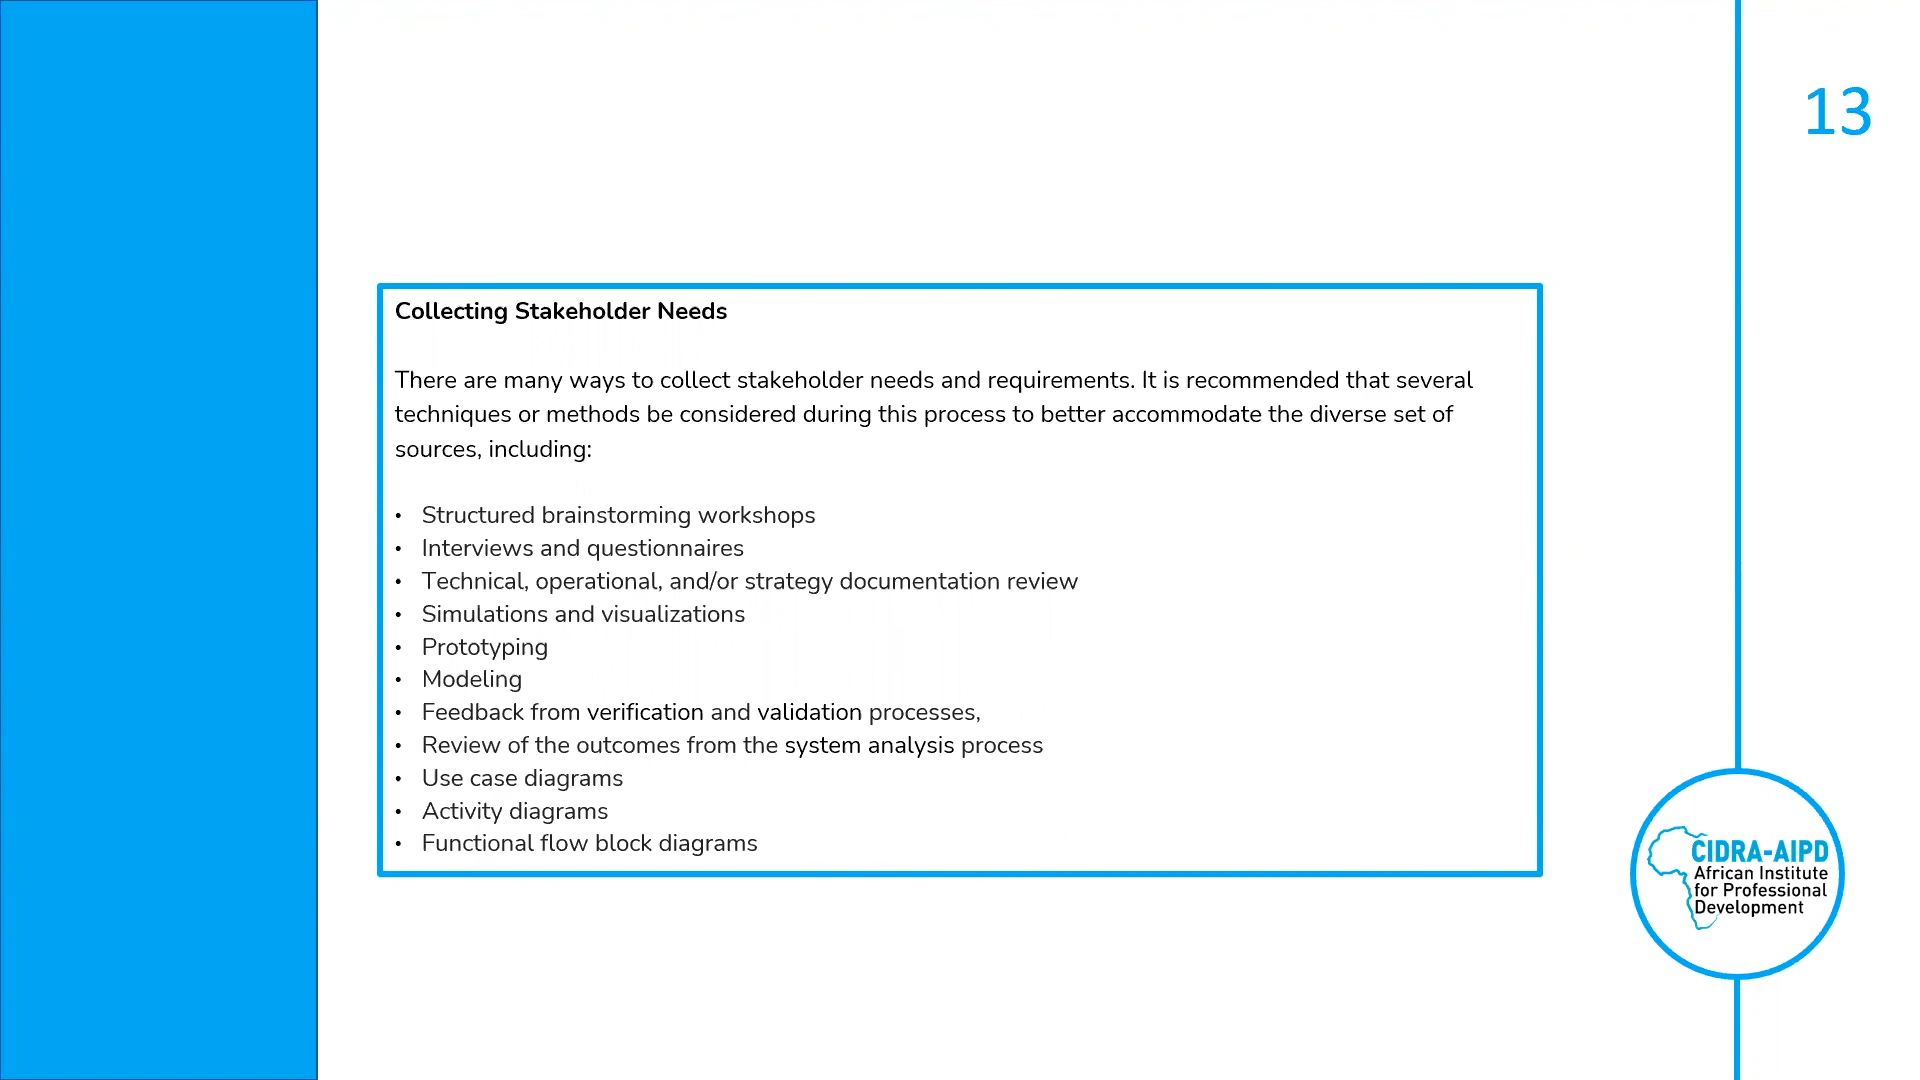 13
Collecting Stakeholder Needs
There are many ways to collect stakeholder needs and requirements. It is recommended that several
techniques or methods be considered during this process to better accommodate the diverse set of
sources, including:
• Structured brainstorming workshops
• Interviews and questionnaires
• Technical, operational, and/or strategy documentation review
• Simulations and visualizations
• Prototyping
• Modeling
• Feedback from verification and validation processes,
• Review of the outcomes from the system analysis process
• Use case diagrams
• Activity diagrams
• Functional flow block diagrams
CIDRA-AIPD
African Institute
for Professional
Development